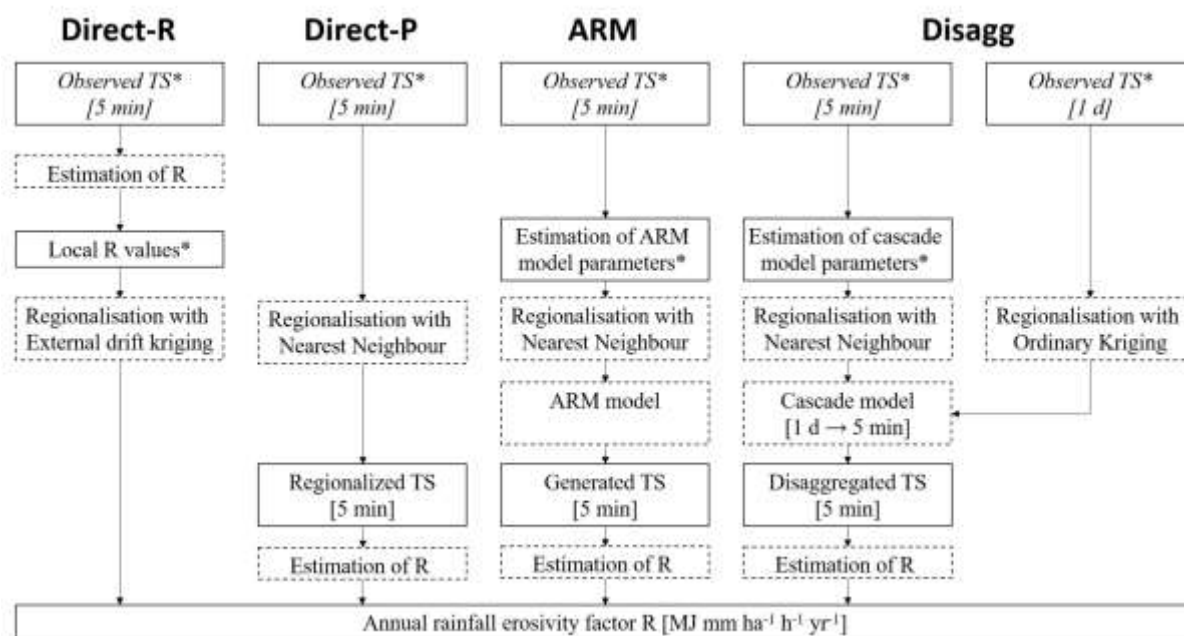 Direct-R
Direct-P
ARM
Disagg
Observed TS*
[5 min]
Observed TS*
[5 min]
Observed TS*
[5 min]
Observed TS*
[5 min]
Observed TS*
[1 d]
Estimation of R
Local R values*
Estimation of ARM
model parameters*
Estimation of cascade
model parameters*
Regionalisation with
External drift kriging
Regionalisation with
Nearest Neighbour
Regionalisation with
Nearest Neighbour
Regionalisation with
Nearest Neighbour
Regionalisation with
Ordinary Kriging
ARM model
Cascade model
[1 d → 5 min]
Regionalized TS
[5 min]
Generated TS
[5 min]
Disaggregated TS
[5 min]
Estimation of R
Estimation of R
Estimation of R
Annual rainfall erosivity factor R [MJ mm ha⁻¹ h⁻¹ yr⁻¹]